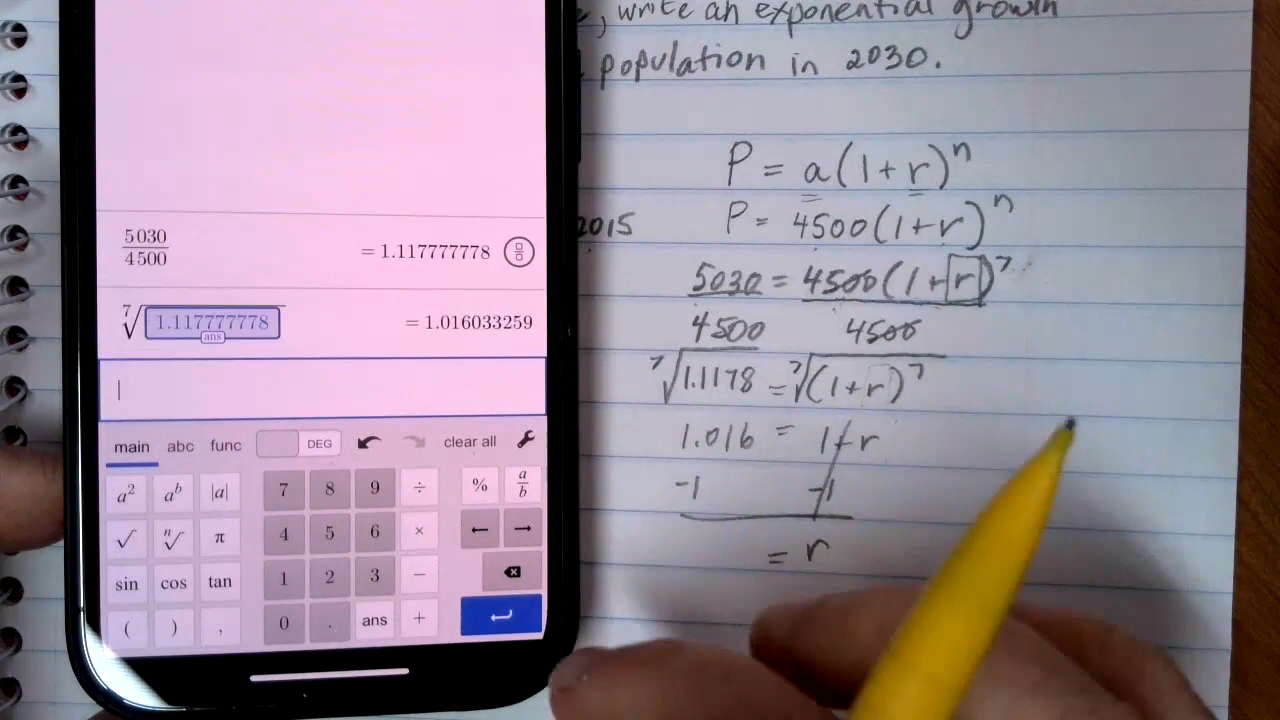 , write an exponential growth
population in 2030.
P = a(1+r)ⁿ
2015 P = 4500(1+r)ⁿ
5030 = 4500(1+r)⁷
4500 4500
⁷√1.1178 = ⁷√(1+r)⁷
1.016 = 1+r
-1 -1
= r
5030
4500
= 1.117777778
⁷√1.117777778 = 1.016033259
ans
main abc func DEG clear all
a² aᵇ |a| 7 8 9 ÷ % a/b
√ ⁿ√ π 4 5 6 × ← →
sin cos tan 1 2 3 −
( ) , 0 . ans +